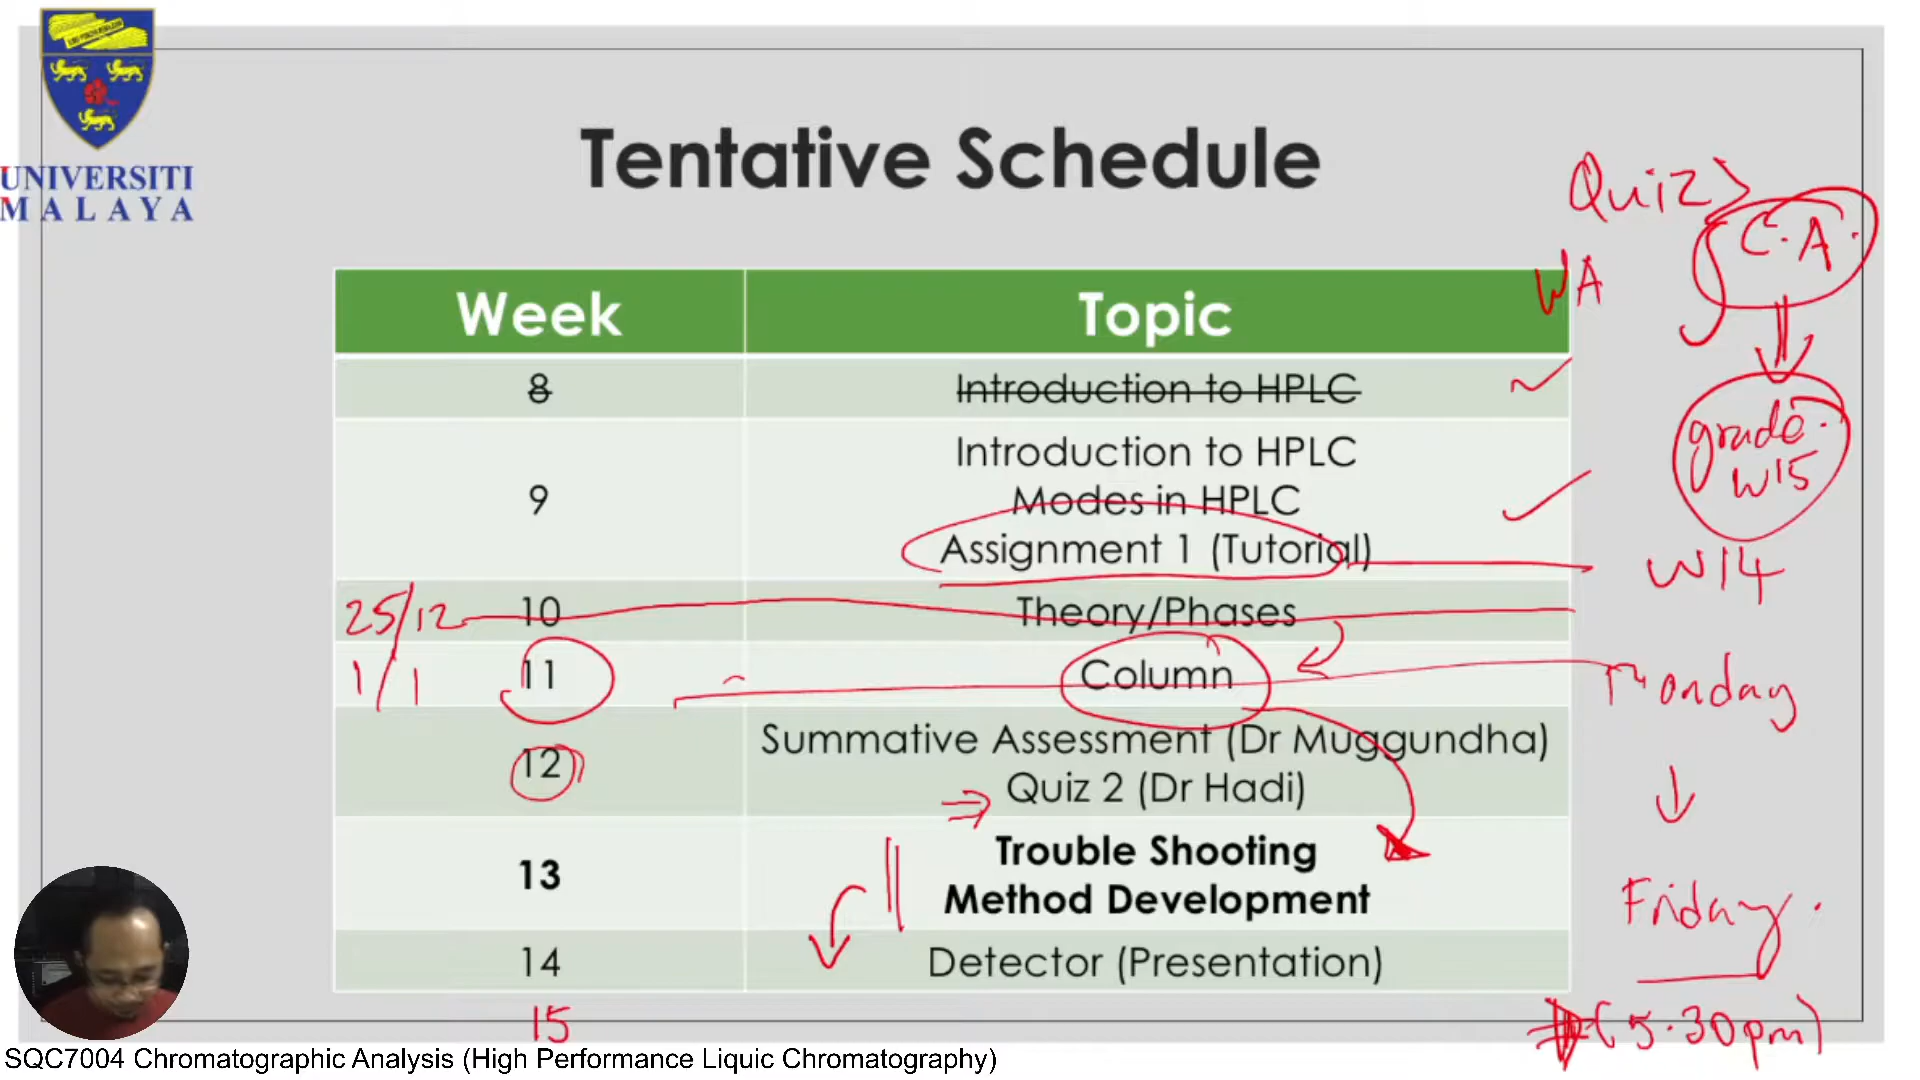 UNIVERSITI
MALAYA
Tentative Schedule
Quiz
C.A.
WA
Week Topic
8 Introduction to HPLC
9 Introduction to HPLC
Modes in HPLC
Assignment 1 (Tutorial)
grade.
W15
W14
25/12 10 Theory/Phases
1/1 11 Column
Monday
12 Summative Assessment (Dr Muggundha)
Quiz 2 (Dr Hadi)
13 Trouble Shooting
Method Development
Friday.
14 Detector (Presentation)
15
(5.30pm)
SQC7004 Chromatographic Analysis (High Performance Liquic Chromatography)